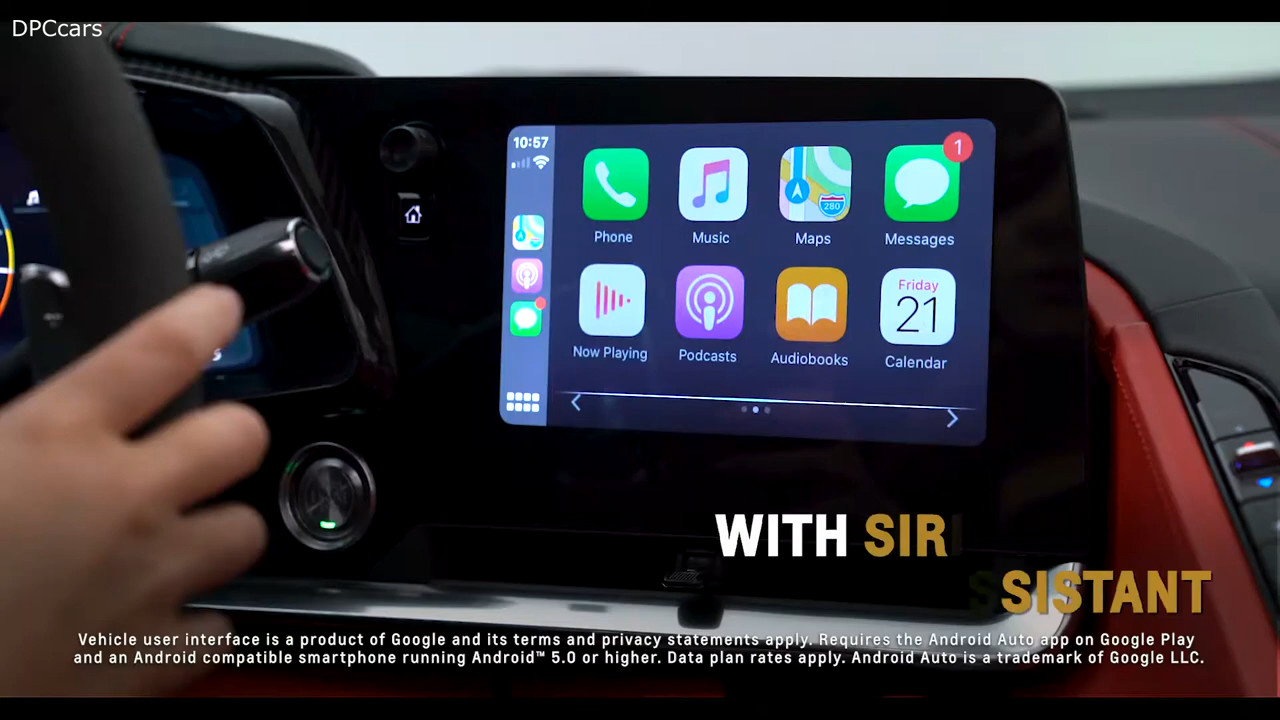 DPCcars
10:57
1
280
Phone
Music
Maps
Messages
Friday
21
Now Playing
Podcasts
Audiobooks
Calendar
WITH SIR
SSISTANT
Vehicle user interface is a product of Google and its terms and privacy statements apply. Requires the Android Auto app on Google Play
and an Android compatible smartphone running Android™ 5.0 or higher. Data plan rates apply. Android Auto is a trademark of Google LLC.